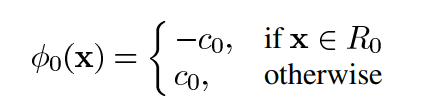 ϕ₀(𝐱) = { −c₀, if 𝐱 ∈ R₀
c₀, otherwise